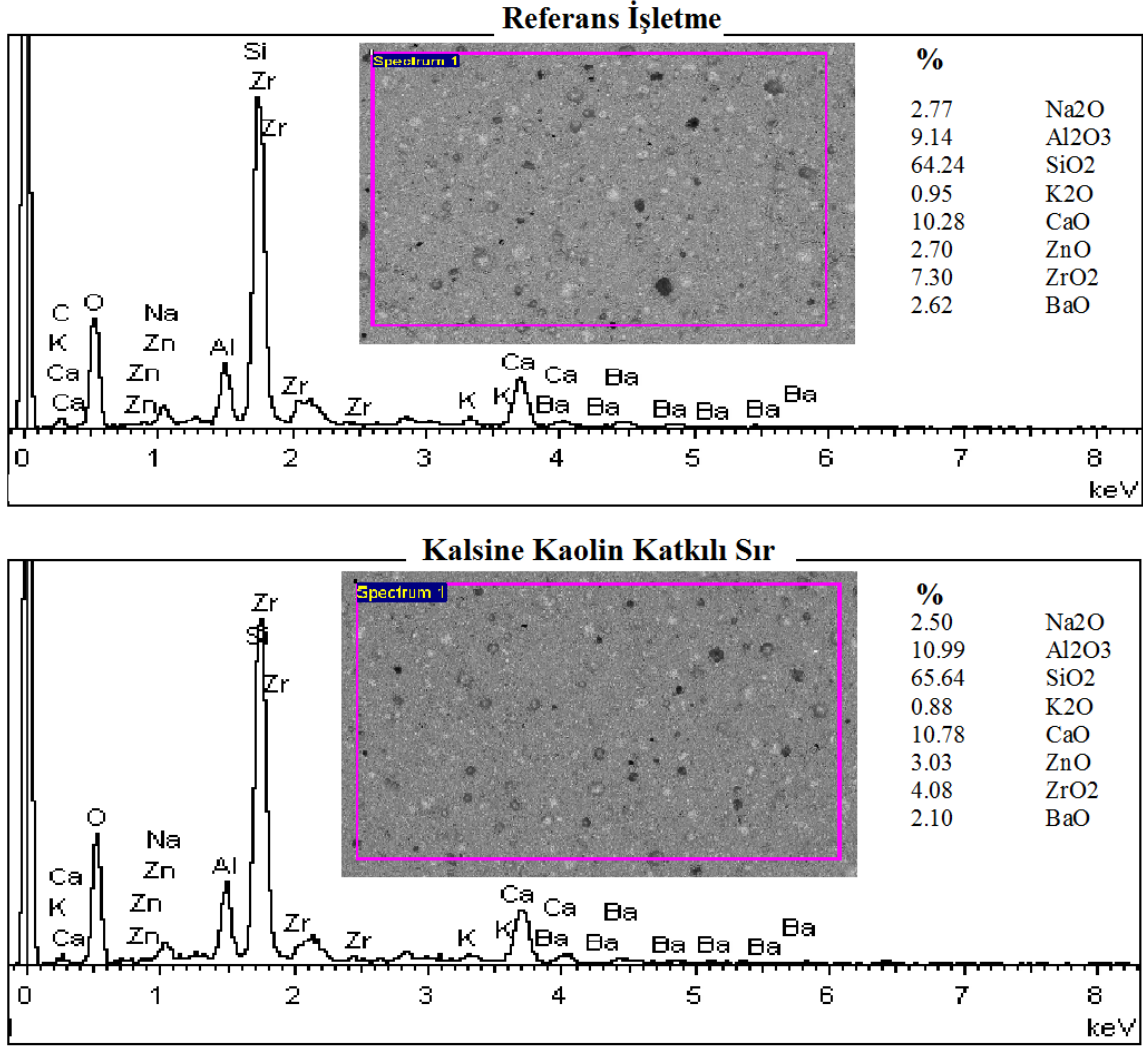 Referans İşletme
Spectrum 1
%
2.77 Na2O
9.14 Al2O3
64.24 SiO2
0.95 K2O
10.28 CaO
2.70 ZnO
7.30 ZrO2
2.62 BaO
Si
Zr
Zr
C O Na
K Zn Al
Ca Zn
Ca Zn
Zr Zr
K K Ca Ca Ba
Ba Ba Ba Ba Ba Ba
0 1 2 3 4 5 6 7 8
keV
Kalsine Kaolin Katkılı Sır
Spectrum 1
%
2.50 Na2O
10.99 Al2O3
65.64 SiO2
0.88 K2O
10.78 CaO
3.03 ZnO
4.08 ZrO2
2.10 BaO
Zr
Si
Zr
O Na
Ca Zn Al
K Zn
Ca Zn
Zr Zr
K K Ca Ca Ba
Ba Ba Ba Ba Ba Ba
0 1 2 3 4 5 6 7 8
keV